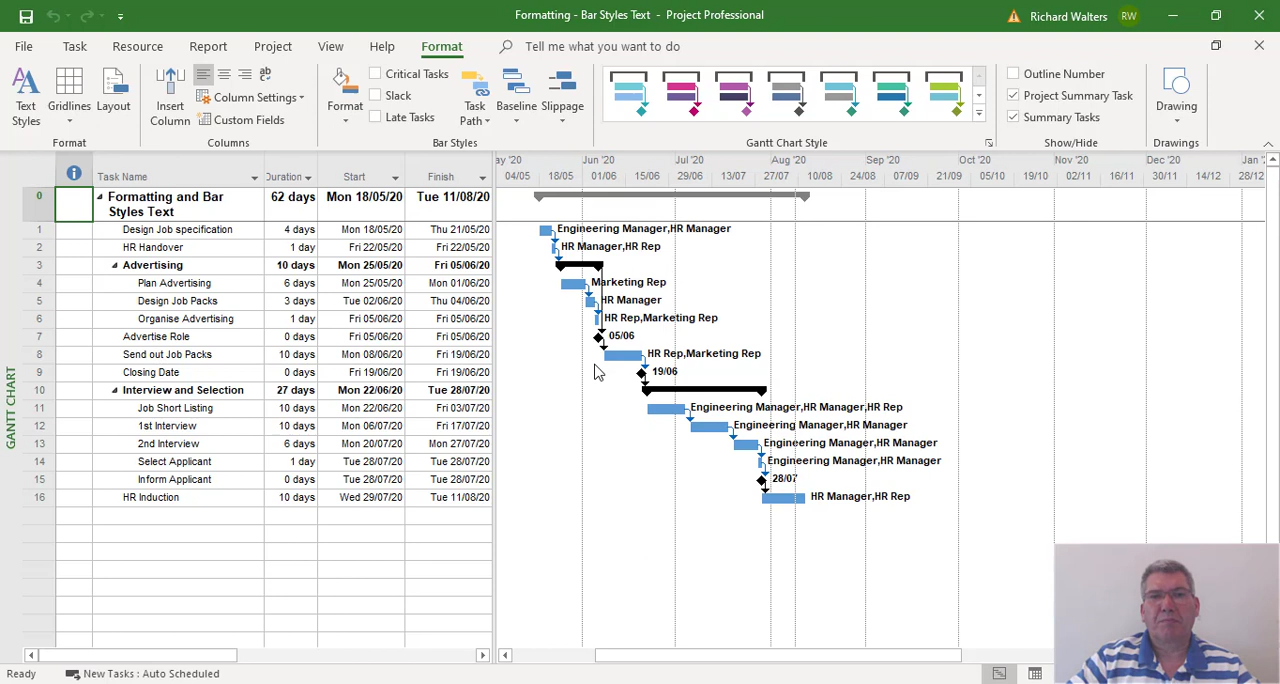 Formatting - Bar Styles Text - Project Professional
Richard Walters RW
File Task Resource Report Project View Help Format Tell me what you want to do
Text Styles
Gridlines
Layout
Format
Insert Column
Column Settings
Custom Fields
Columns
Format
Critical Tasks
Slack
Late Tasks
Task Path
Baseline
Slippage
Bar Styles
Gantt Chart Style
Outline Number
Project Summary Task
Summary Tasks
Show/Hide
Drawing
Drawings
Task Name Duration Start Finish
ay '20 Jun '20 Jul '20 Aug '20 Sep '20 Oct '20 Nov '20 Dec '20 Jan '
04/05 18/05 01/06 15/06 29/06 13/07 27/07 10/08 24/08 07/09 21/09 05/10 19/10 02/11 16/11 30/11 14/12 28/12
0 Formatting and Bar Styles Text 62 days Mon 18/05/20 Tue 11/08/20
1 Design Job specification 4 days Mon 18/05/20 Thu 21/05/20 Engineering Manager,HR Manager
2 HR Handover 1 day Fri 22/05/20 Fri 22/05/20 HR Manager,HR Rep
3 Advertising 10 days Mon 25/05/20 Fri 05/06/20
4 Plan Advertising 6 days Mon 25/05/20 Mon 01/06/20 Marketing Rep
5 Design Job Packs 3 days Tue 02/06/20 Thu 04/06/20 HR Manager
6 Organise Advertising 1 day Fri 05/06/20 Fri 05/06/20 HR Rep,Marketing Rep
7 Advertise Role 0 days Fri 05/06/20 Fri 05/06/20 05/06
8 Send out Job Packs 10 days Mon 08/06/20 Fri 19/06/20 HR Rep,Marketing Rep
9 Closing Date 0 days Fri 19/06/20 Fri 19/06/20 19/06
10 Interview and Selection 27 days Mon 22/06/20 Tue 28/07/20
11 Job Short Listing 10 days Mon 22/06/20 Fri 03/07/20 Engineering Manager,HR Manager,HR Rep
12 1st Interview 10 days Mon 06/07/20 Fri 17/07/20 Engineering Manager,HR Manager
13 2nd Interview 6 days Mon 20/07/20 Mon 27/07/20 Engineering Manager,HR Manager
14 Select Applicant 1 day Tue 28/07/20 Tue 28/07/20 Engineering Manager,HR Manager
15 Inform Applicant 0 days Tue 28/07/20 Tue 28/07/20 28/07
16 HR Induction 10 days Wed 29/07/20 Tue 11/08/20 HR Manager,HR Rep
GANTT CHART
Ready New Tasks : Auto Scheduled